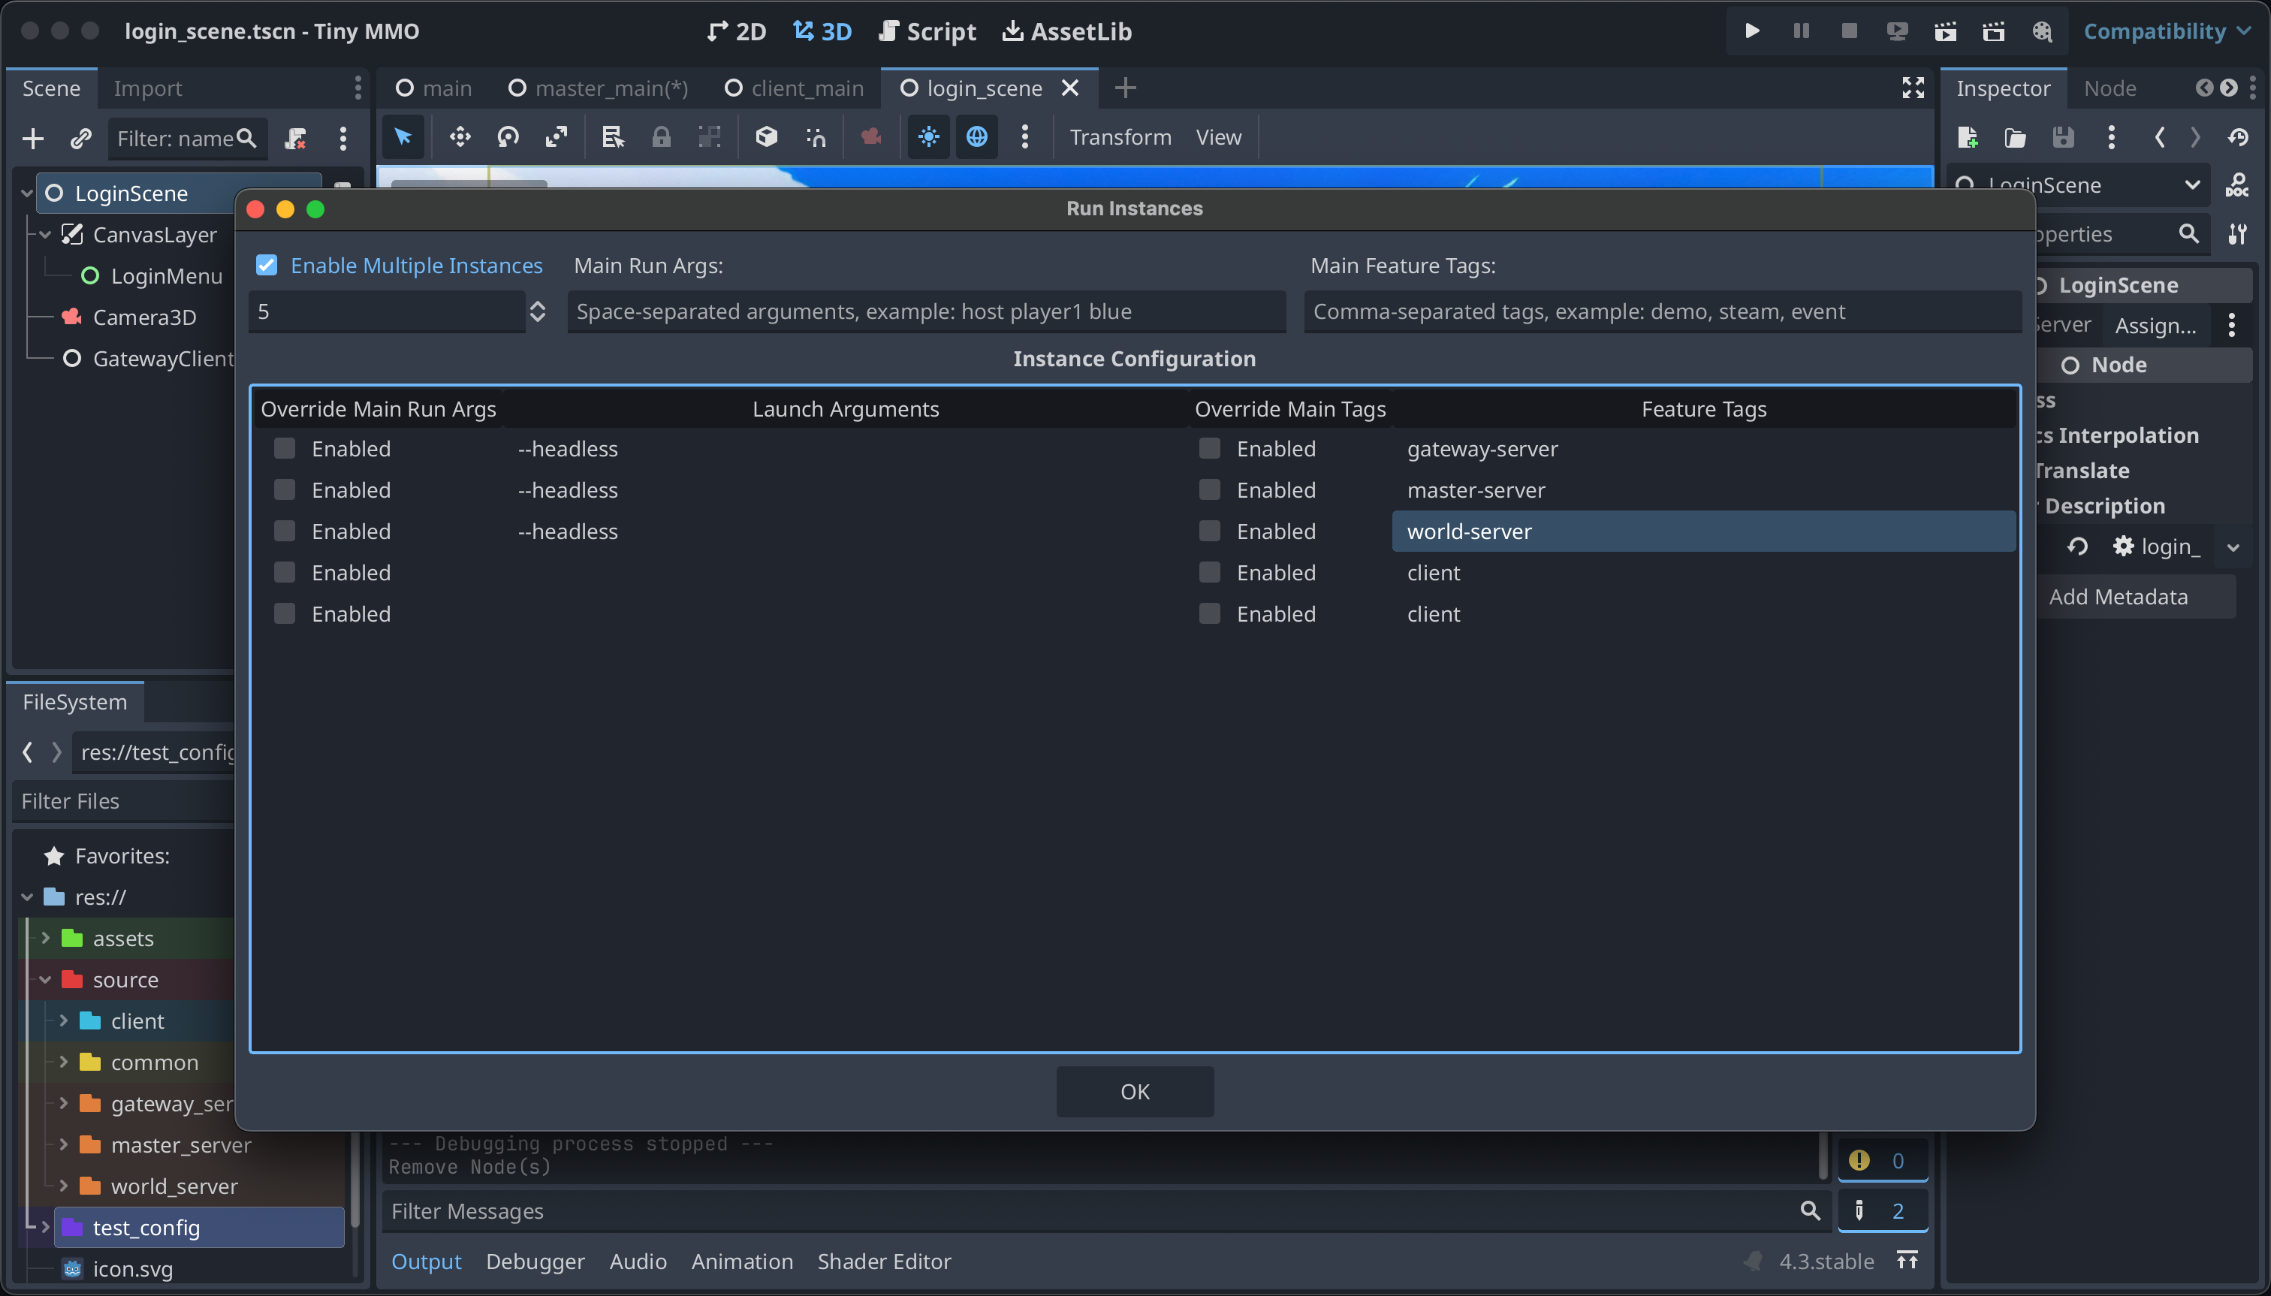 login_scene.tscn - Tiny MMO
2D 3D Script AssetLib
Compatibility
Scene Import
main master_main(*) client_main login_scene
Inspector Node
Filter: name
Transform View
LoginScene
CanvasLayer
LoginMenu
Camera3D
GatewayClient
LoginScene
DOC
operties
LoginScene
erver Assign...
Node
ss
cs Interpolation
Translate
Description
login_
Add Metadata
Run Instances
Enable Multiple Instances Main Run Args: Main Feature Tags:
5 Space-separated arguments, example: host player1 blue Comma-separated tags, example: demo, steam, event
Instance Configuration
Override Main Run Args Launch Arguments Override Main Tags Feature Tags
Enabled --headless Enabled gateway-server
Enabled --headless Enabled master-server
Enabled --headless Enabled world-server
Enabled Enabled client
Enabled Enabled client
OK
FileSystem
res://test_config
Filter Files
Favorites:
res://
assets
source
client
common
gateway_ser
master_server
world_server
test_config
icon.svg
--- Debugging process stopped ---
Remove Node(s)
0
Filter Messages
2
Output Debugger Audio Animation Shader Editor
4.3.stable